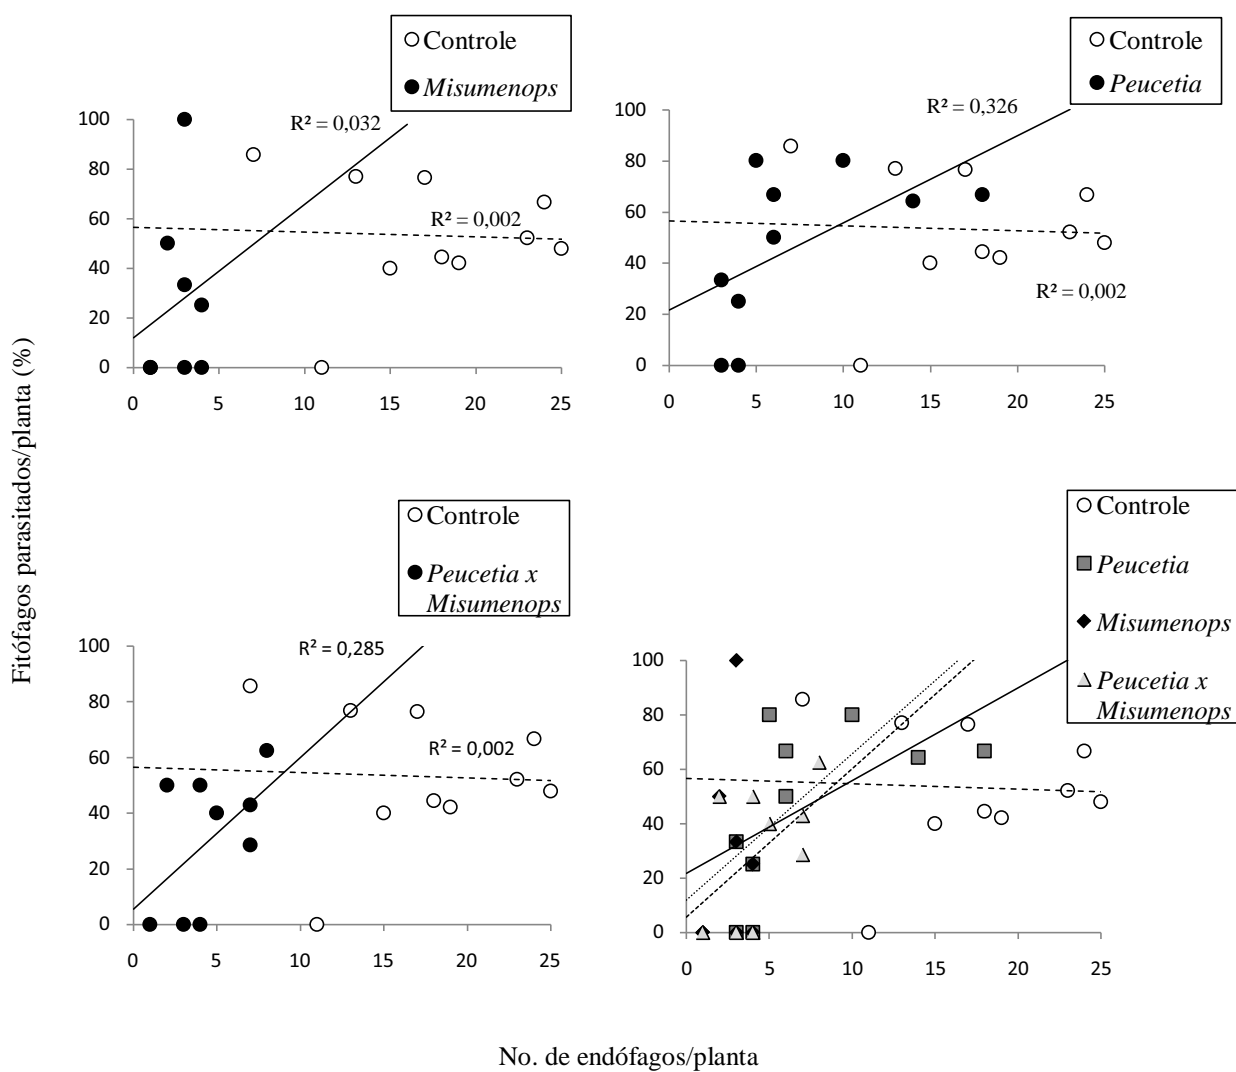 Controle
Misumenops
R² = 0,032
R² = 0,002
100
80
60
40
20
0
0 5 10 15 20 25
Controle
Peucetia
R² = 0,326
R² = 0,002
100
80
60
40
20
0
0 5 10 15 20 25
Fitófagos parasitados/planta (%)
Controle
Peucetia x
Misumenops
R² = 0,285
R² = 0,002
100
80
60
40
20
0
0 5 10 15 20 25
Controle
Peucetia
Misumenops
Peucetia x
Misumenops
100
80
60
40
20
0
0 5 10 15 20 25
No. de endófagos/planta